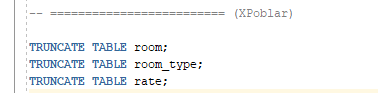 -- ========================= (XPoblar)
TRUNCATE TABLE room;
TRUNCATE TABLE room_type;
TRUNCATE TABLE rate;